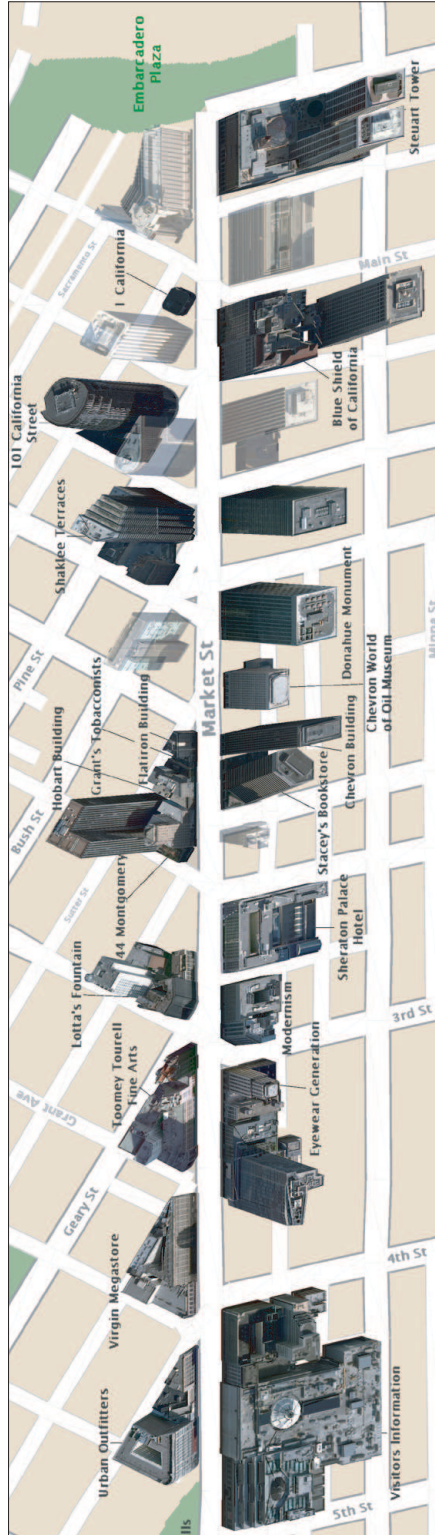 Embarcadero
Plaza
Sacramento St
1 California
101 California
Street
Shaklee Terraces
Pine St
Bush St
Hobart Building
Grant's Tobacconists
Flatiron Building
Sutter St
44 Montgomery
Lotta's Fountain
Grant Ave
Toomey Tourell
Fine Arts
Geary St
Virgin Megastore
Urban Outfitters
lls
Market St
Steuart Tower
Main St
Blue Shield
of California
Donahue Monument
Chevron World
of Oil Museum
Chevron Building
Stacey's Bookstore
Minna St
Sheraton Palace
Hotel
Modernism
3rd St
Eyewear Generation
4th St
Visitors Information
5th St